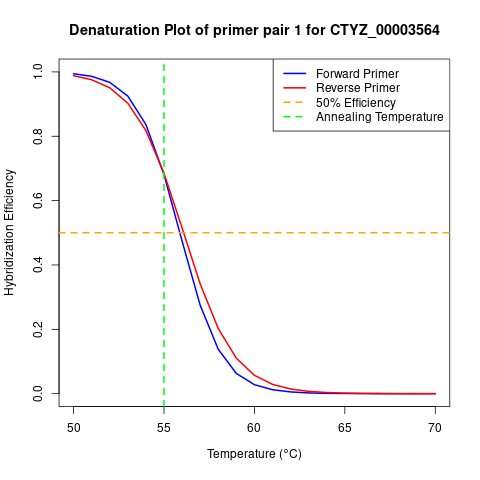 Denaturation Plot of primer pair 1 for CTYZ_00003564
Forward Primer
Reverse Primer
50% Efficiency
Annealing Temperature
Hybridization Efficiency
1.0
0.8
0.6
0.4
0.2
0.0
50 55 60 65 70
Temperature (°C)